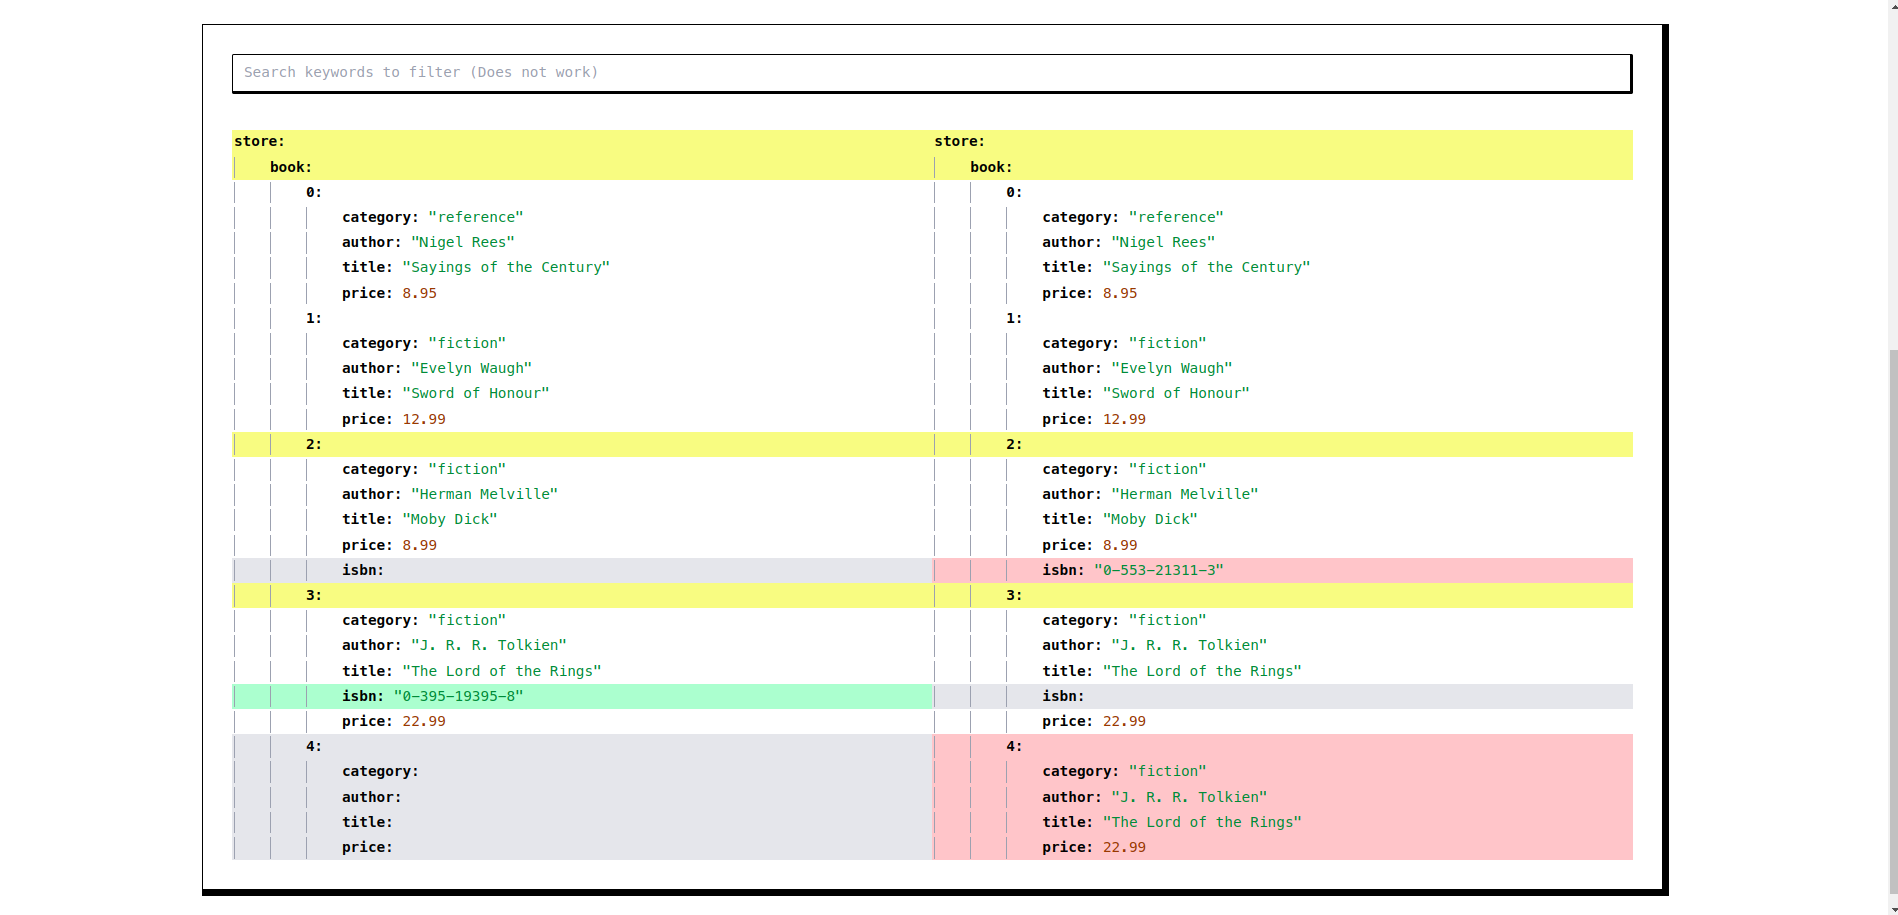 Search keywords to filter (Does not work)
store:
book:
0:
category: "reference"
author: "Nigel Rees"
title: "Sayings of the Century"
price: 8.95
1:
category: "fiction"
author: "Evelyn Waugh"
title: "Sword of Honour"
price: 12.99
2:
category: "fiction"
author: "Herman Melville"
title: "Moby Dick"
price: 8.99
isbn:
3:
category: "fiction"
author: "J. R. R. Tolkien"
title: "The Lord of the Rings"
isbn: "0-395-19395-8"
price: 22.99
4:
category:
author:
title:
price:
store:
book:
0:
category: "reference"
author: "Nigel Rees"
title: "Sayings of the Century"
price: 8.95
1:
category: "fiction"
author: "Evelyn Waugh"
title: "Sword of Honour"
price: 12.99
2:
category: "fiction"
author: "Herman Melville"
title: "Moby Dick"
price: 8.99
isbn: "0-553-21311-3"
3:
category: "fiction"
author: "J. R. R. Tolkien"
title: "The Lord of the Rings"
isbn:
price: 22.99
4:
category: "fiction"
author: "J. R. R. Tolkien"
title: "The Lord of the Rings"
price: 22.99